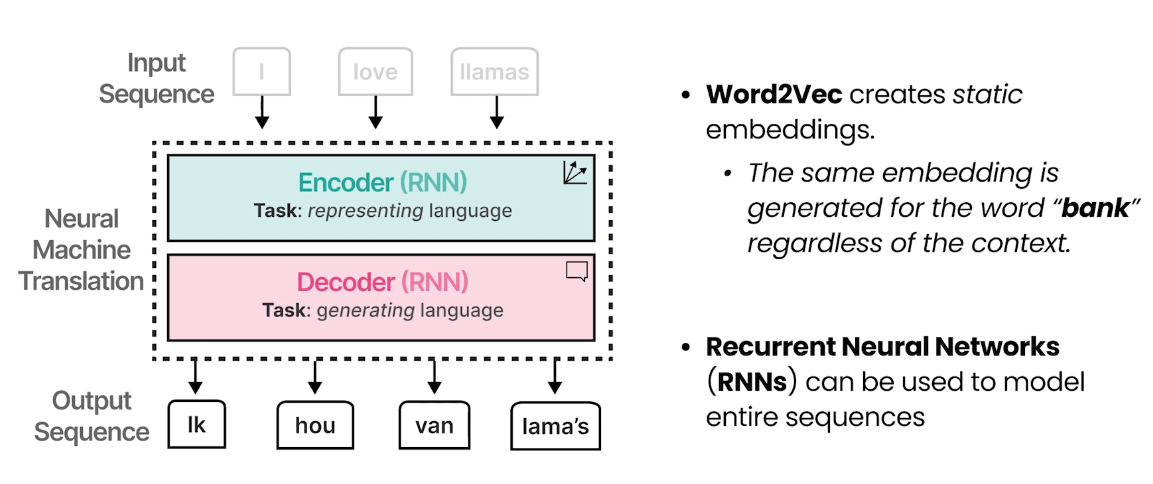 Input
Sequence
I
love
llamas
Neural
Machine
Translation
Encoder (RNN)
Task: representing language
Decoder (RNN)
Task: generating language
Output
Sequence
Ik
hou
van
lama's
• Word2Vec creates static
embeddings.
• The same embedding is
generated for the word “bank”
regardless of the context.
• Recurrent Neural Networks
(RNNs) can be used to model
entire sequences